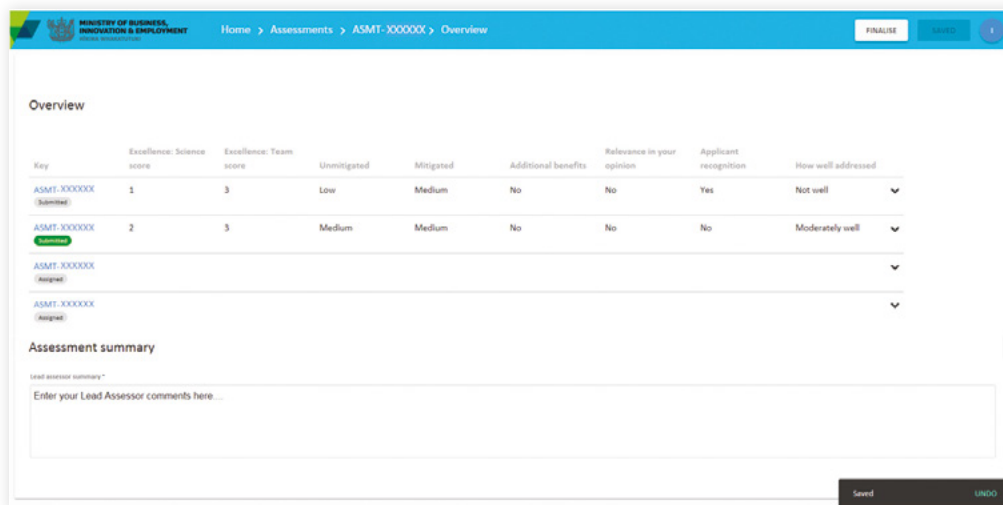 MINISTRY OF BUSINESS,
INNOVATION & EMPLOYMENT
HĪKINA WHAKATUTUKI
Home > Assessments > ASMT-XXXXXX > Overview
FINALISE
SAVED
I
Overview
Key Excellence: Science score Excellence: Team score Unmitigated Mitigated Additional benefits Relevance in your opinion Applicant recognition How well addressed
ASMT-XXXXXX 1 3 Low Medium No No Yes Not well
Submitted
ASMT-XXXXXX 2 3 Medium Medium No No No Moderately well
Submitted
ASMT-XXXXXX
Assigned
ASMT-XXXXXX
Assigned
Assessment summary
Lead assessor summary *
Enter your Lead Assessor comments here...
Saved UNDO